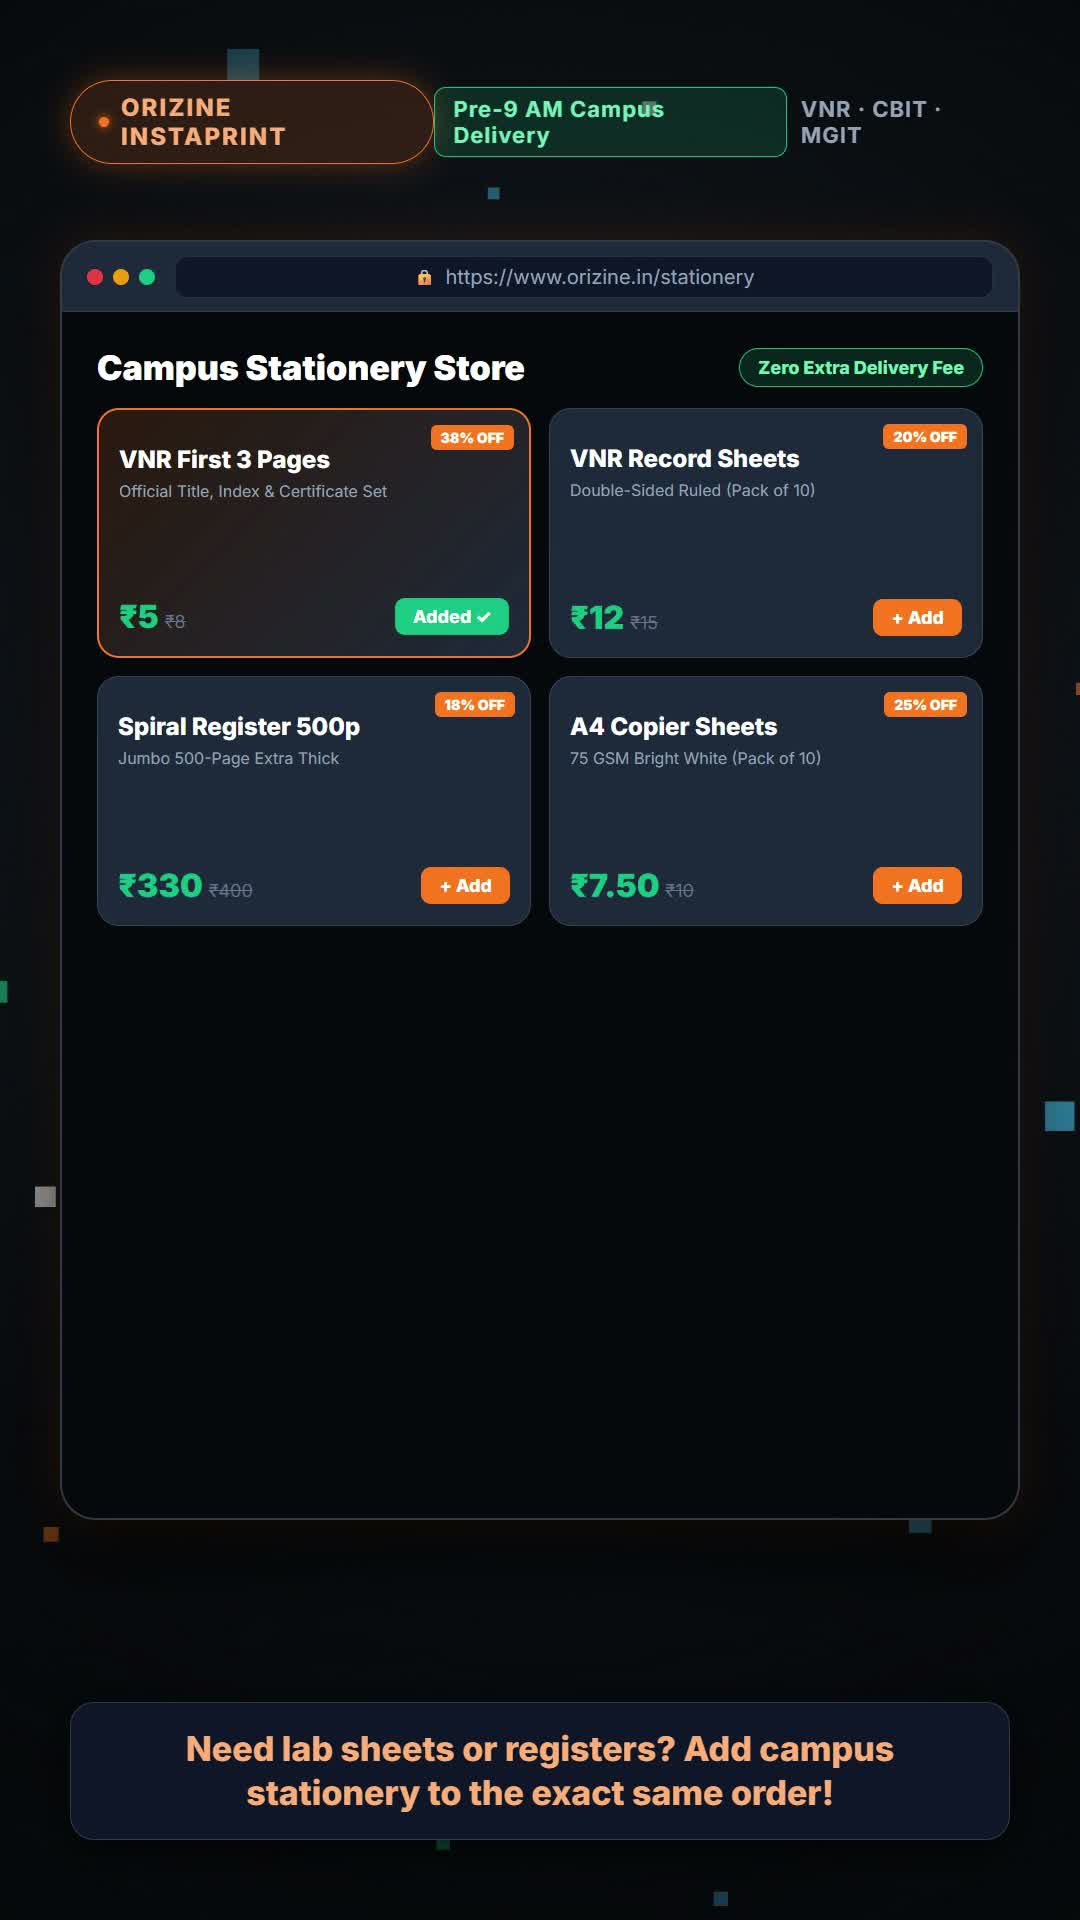 ORIZINE
INSTAPRINT
Pre-9 AM Campus
Delivery
VNR · CBIT ·
MGIT
https://www.orizine.in/stationery
Campus Stationery Store
Zero Extra Delivery Fee
38% OFF
VNR First 3 Pages
Official Title, Index & Certificate Set
₹5 ₹8
Added ✓
20% OFF
VNR Record Sheets
Double-Sided Ruled (Pack of 10)
₹12 ₹15
+ Add
18% OFF
Spiral Register 500p
Jumbo 500-Page Extra Thick
₹330 ₹400
+ Add
25% OFF
A4 Copier Sheets
75 GSM Bright White (Pack of 10)
₹7.50 ₹10
+ Add
Need lab sheets or registers? Add campus
stationery to the exact same order!